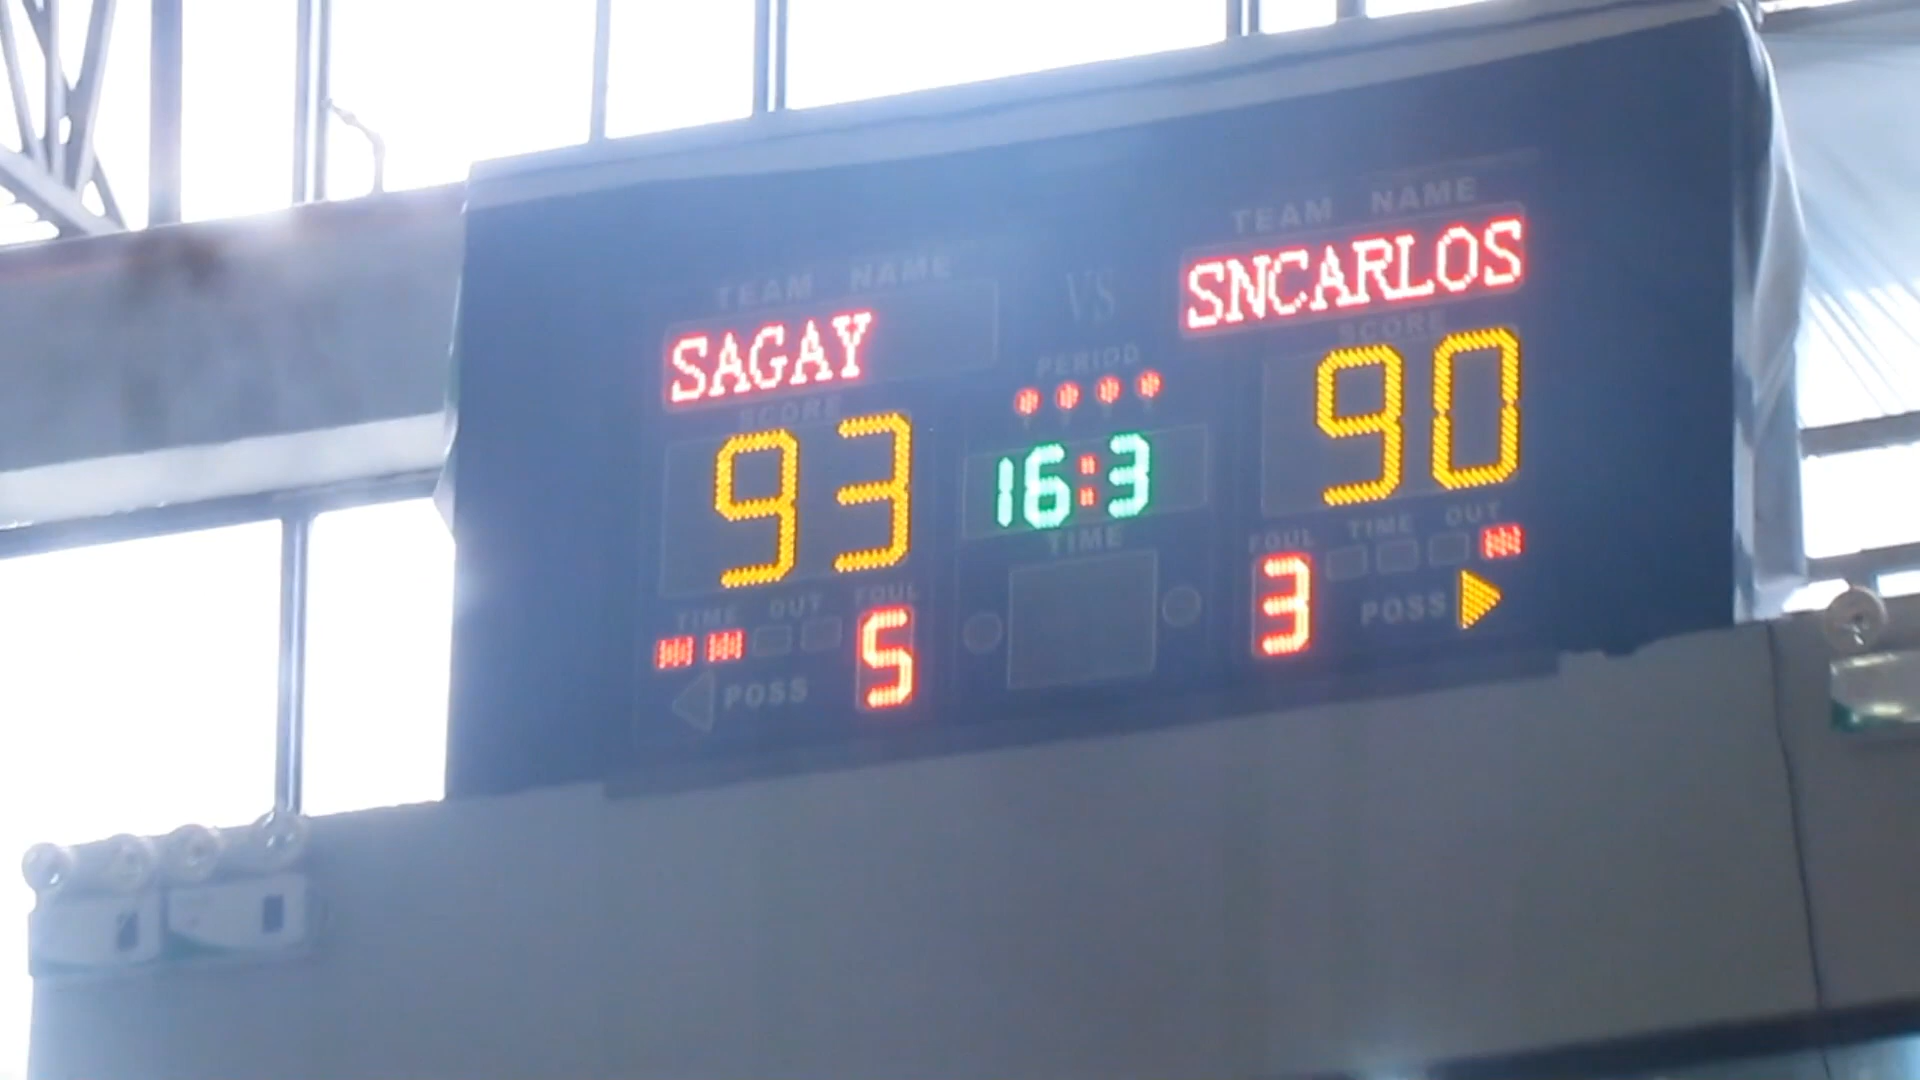 TEAM NAME
SAGAY
SCORE
93
TIME OUT
FOUL
5
POSS
VS
PERIOD
16:3
TIME
TEAM NAME
SNCARLOS
SCORE
90
FOUL
3
TIME OUT
POSS